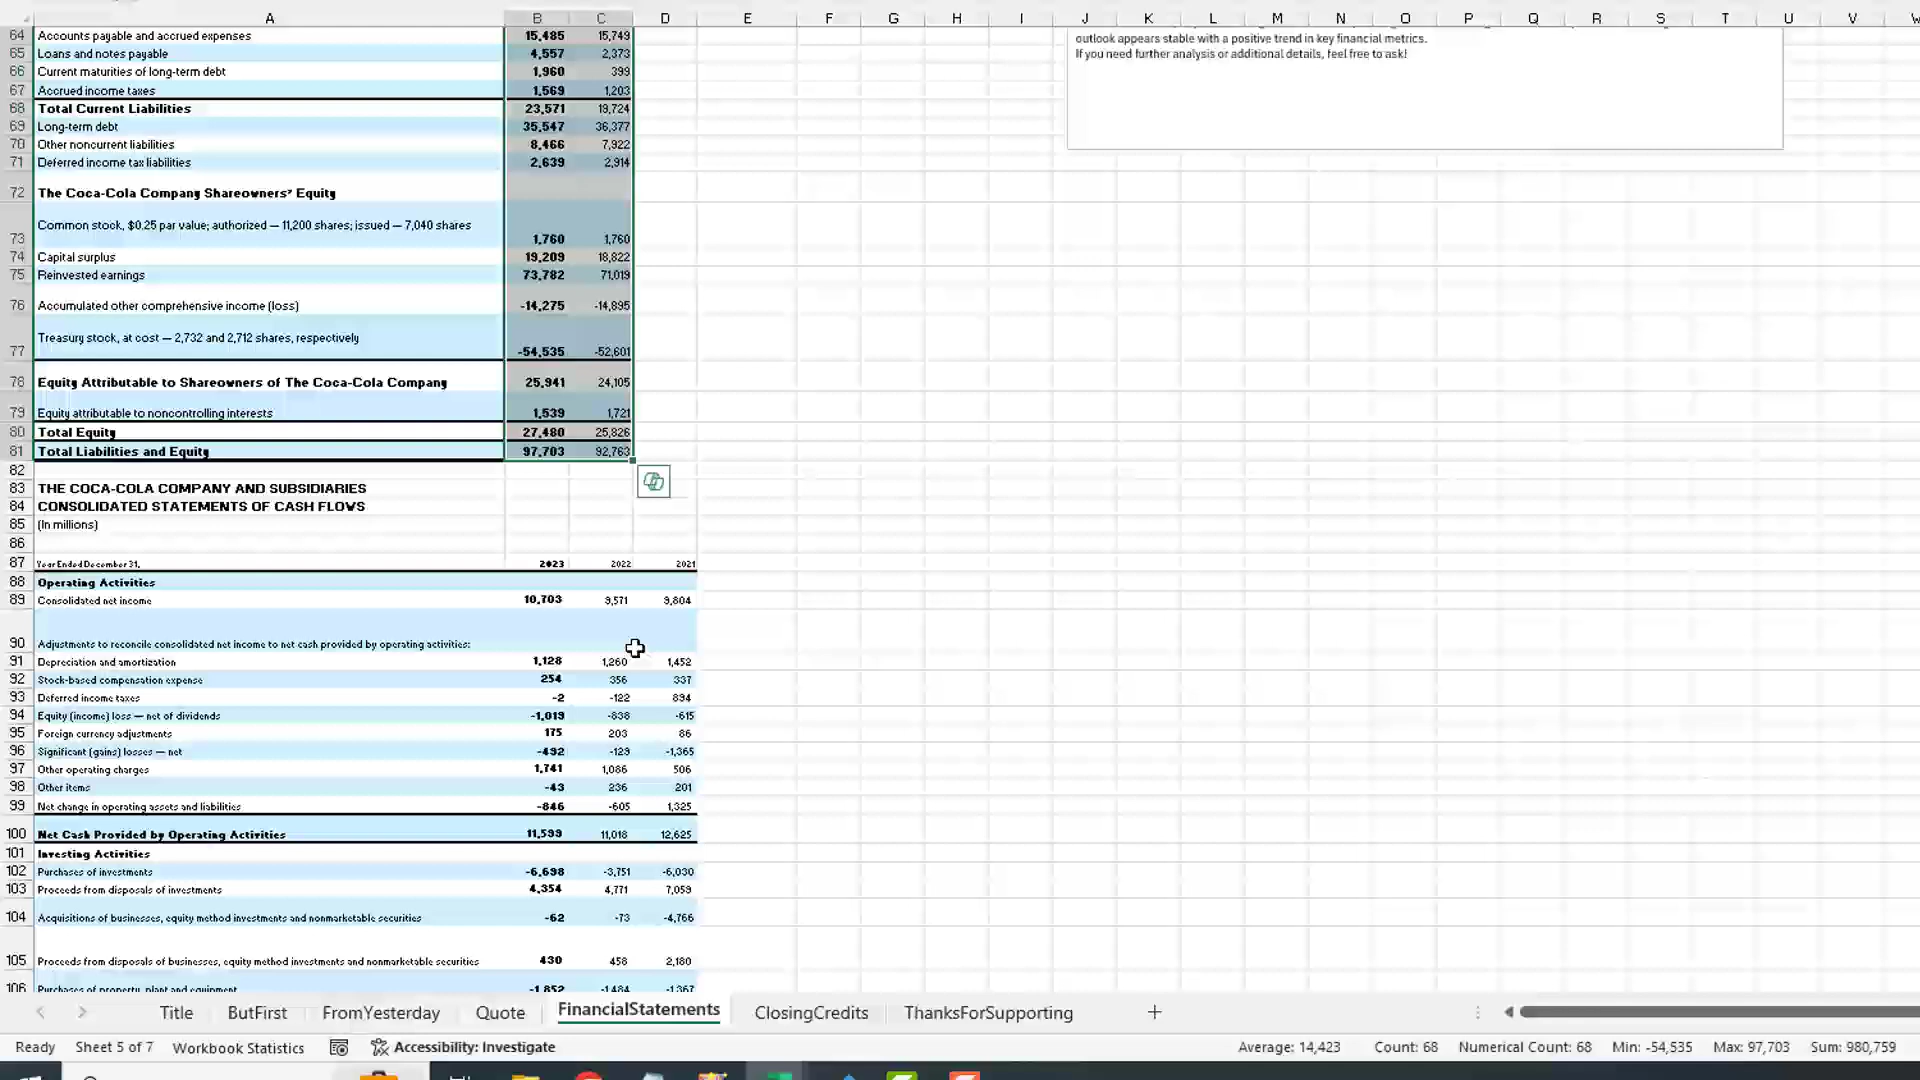 A B C D E F G H I J K L M N O P Q R S T U V
64 Accounts payable and accrued expenses 15,485 15,749
outlook appears stable with a positive trend in key financial metrics.
65 Loans and notes payable 4,557 2,373
If you need further analysis or additional details, feel free to ask!
66 Current maturities of long-term debt 1,960 399
67 Accrued income taxes 1,569 1,203
68 Total Current Liabilities 23,571 19,724
69 Long-term debt 35,547 36,377
70 Other noncurrent liabilities 8,466 7,922
71 Deferred income tax liabilities 2,639 2,914
72 The Coca-Cola Company Shareowners’ Equity
73 Common stock, $0.25 par value; authorized — 11,200 shares; issued — 7,040 shares 1,760 1,760
74 Capital surplus 19,209 18,822
75 Reinvested earnings 73,782 71,019
76 Accumulated other comprehensive income (loss) -14,275 -14,895
77 Treasury stock, at cost — 2,732 and 2,712 shares, respectively -54,535 -52,601
78 Equity Attributable to Shareowners of The Coca-Cola Company 25,941 24,105
79 Equity attributable to noncontrolling interests 1,539 1,721
80 Total Equity 27,480 25,826
81 Total Liabilities and Equity 97,703 92,763
82
83 THE COCA-COLA COMPANY AND SUBSIDIARIES
84 CONSOLIDATED STATEMENTS OF CASH FLOWS
85 (In millions)
86
87 Year Ended December 31, 2023 2022 2021
88 Operating Activities
89 Consolidated net income 10,703 9,571 9,804
90 Adjustments to reconcile consolidated net income to net cash provided by operating activities:
91 Depreciation and amortization 1,128 1,260 1,452
92 Stock-based compensation expense 254 356 337
93 Deferred income taxes -2 -122 894
94 Equity (income) loss — net of dividends -1,019 -838 -615
95 Foreign currency adjustments 175 203 86
96 Significant (gains) losses — net -492 -129 -1,365
97 Other operating charges 1,741 1,086 506
98 Other items -43 236 201
99 Net change in operating assets and liabilities -846 -605 1,325
100 Net Cash Provided by Operating Activities 11,599 11,018 12,625
101 Investing Activities
102 Purchases of investments -6,698 -3,751 -6,030
103 Proceeds from disposals of investments 4,354 4,771 7,059
104 Acquisitions of businesses, equity method investments and nonmarketable securities -62 -73 -4,766
105 Proceeds from disposals of businesses, equity method investments and nonmarketable securities 430 458 2,180
106 Purchases of property, plant and equipment -1,852 -1,484 -1,367
Title ButFirst FromYesterday Quote FinancialStatements ClosingCredits ThanksForSupporting
Ready Sheet 5 of 7 Workbook Statistics Accessibility: Investigate Average: 14,423 Count: 68 Numerical Count: 68 Min: -54,535 Max: 97,703 Sum: 980,759